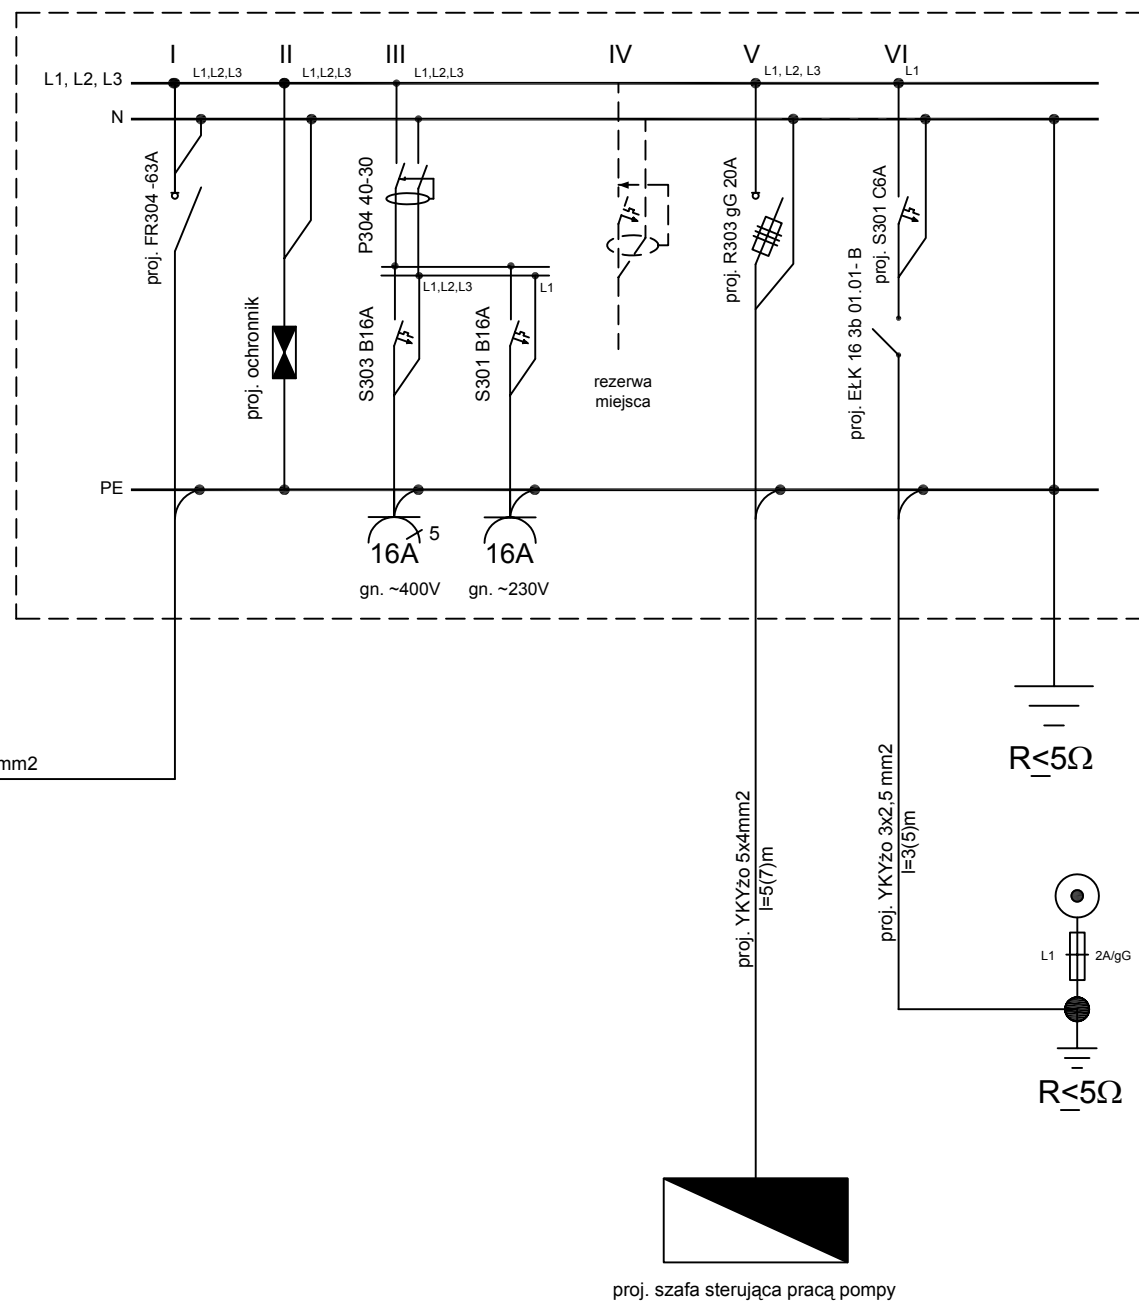 I II III IV V VI
L1, L2, L3 L1,L2,L3 L1,L2,L3 L1,L2,L3 L1, L2, L3 L1
N
proj. FR304 -63A
P304 40-30
proj. R303 gG 20A
proj. S301 C6A
L1,L2,L3 L1
proj. ochronnik
S303 B16A
S301 B16A
rezerwa
miejsca
proj. EŁK 16 3b 01.01- B
PE
5
16A 16A
gn. ~400V gn. ~230V
mm2
R≤5Ω
proj. YKYżo 5x4mm2
l=5(7)m
proj. YKYżo 3x2,5 mm2
l=3(5)m
L1 2A/gG
R≤5Ω
proj. szafa sterująca pracą pompy